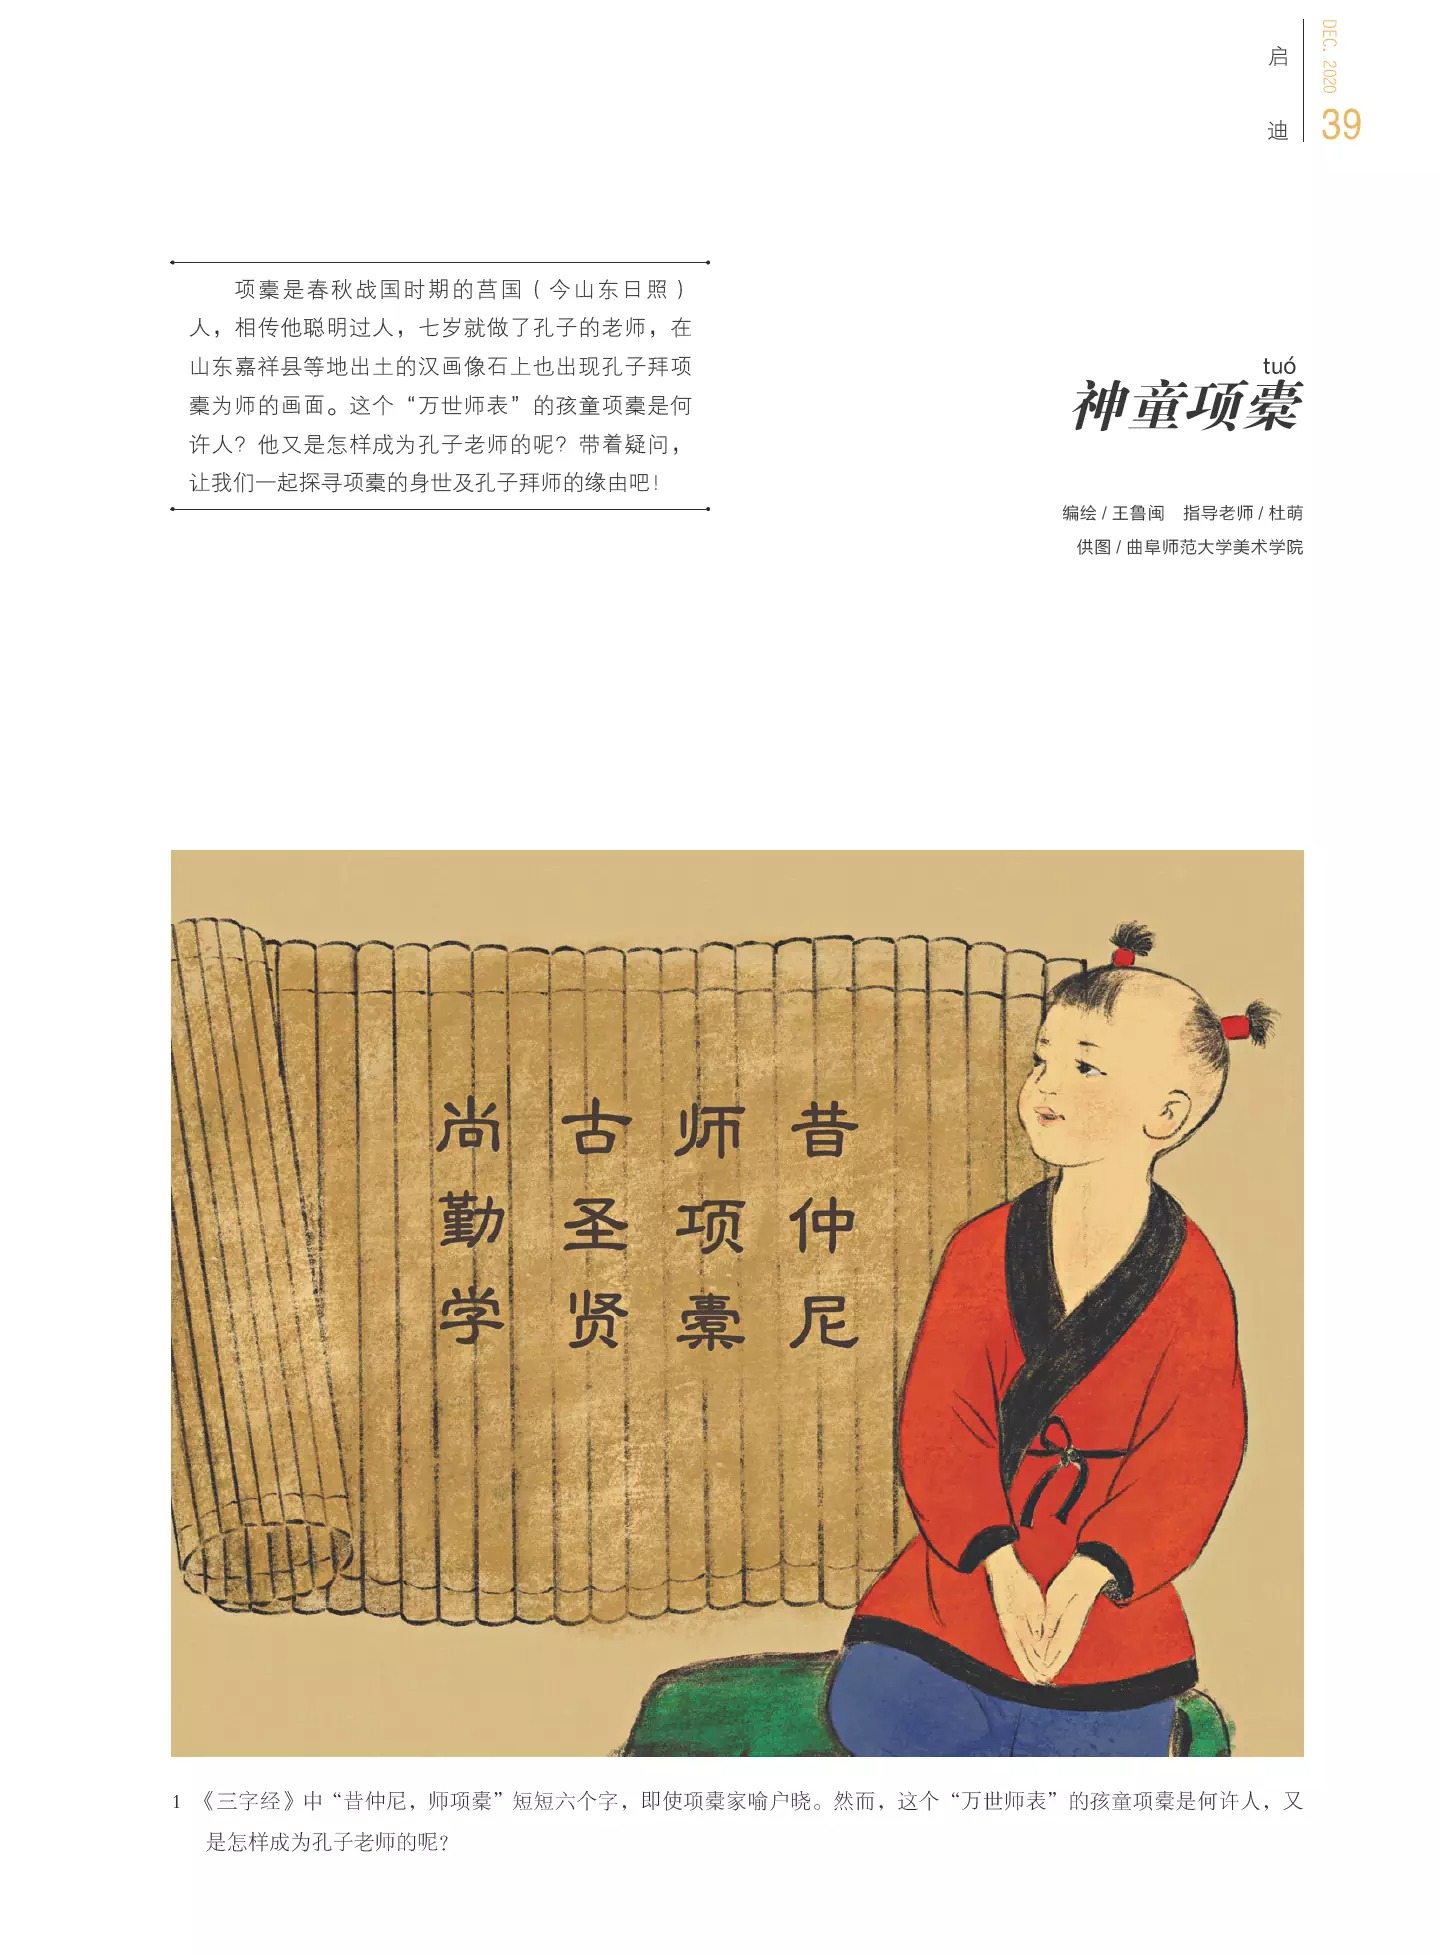 启迪
DEC. 2020
39
项橐是春秋战国时期的莒国（今山东日照）
人，相传他聪明过人，七岁就做了孔子的老师，在
山东嘉祥县等地出土的汉画像石上也出现孔子拜项
橐为师的画面。这个“万世师表”的孩童项橐是何
许人？他又是怎样成为孔子老师的呢？带着疑问，
让我们一起探寻项橐的身世及孔子拜师的缘由吧！
tuó
神童项橐
编绘 / 王鲁闽　指导老师 / 杜萌
供图 / 曲阜师范大学美术学院
昔仲尼
师项橐
古圣贤
尚勤学
1 《三字经》中“昔仲尼，师项橐”短短六个字，即使项橐家喻户晓。然而，这个“万世师表”的孩童项橐是何许人，又
是怎样成为孔子老师的呢？